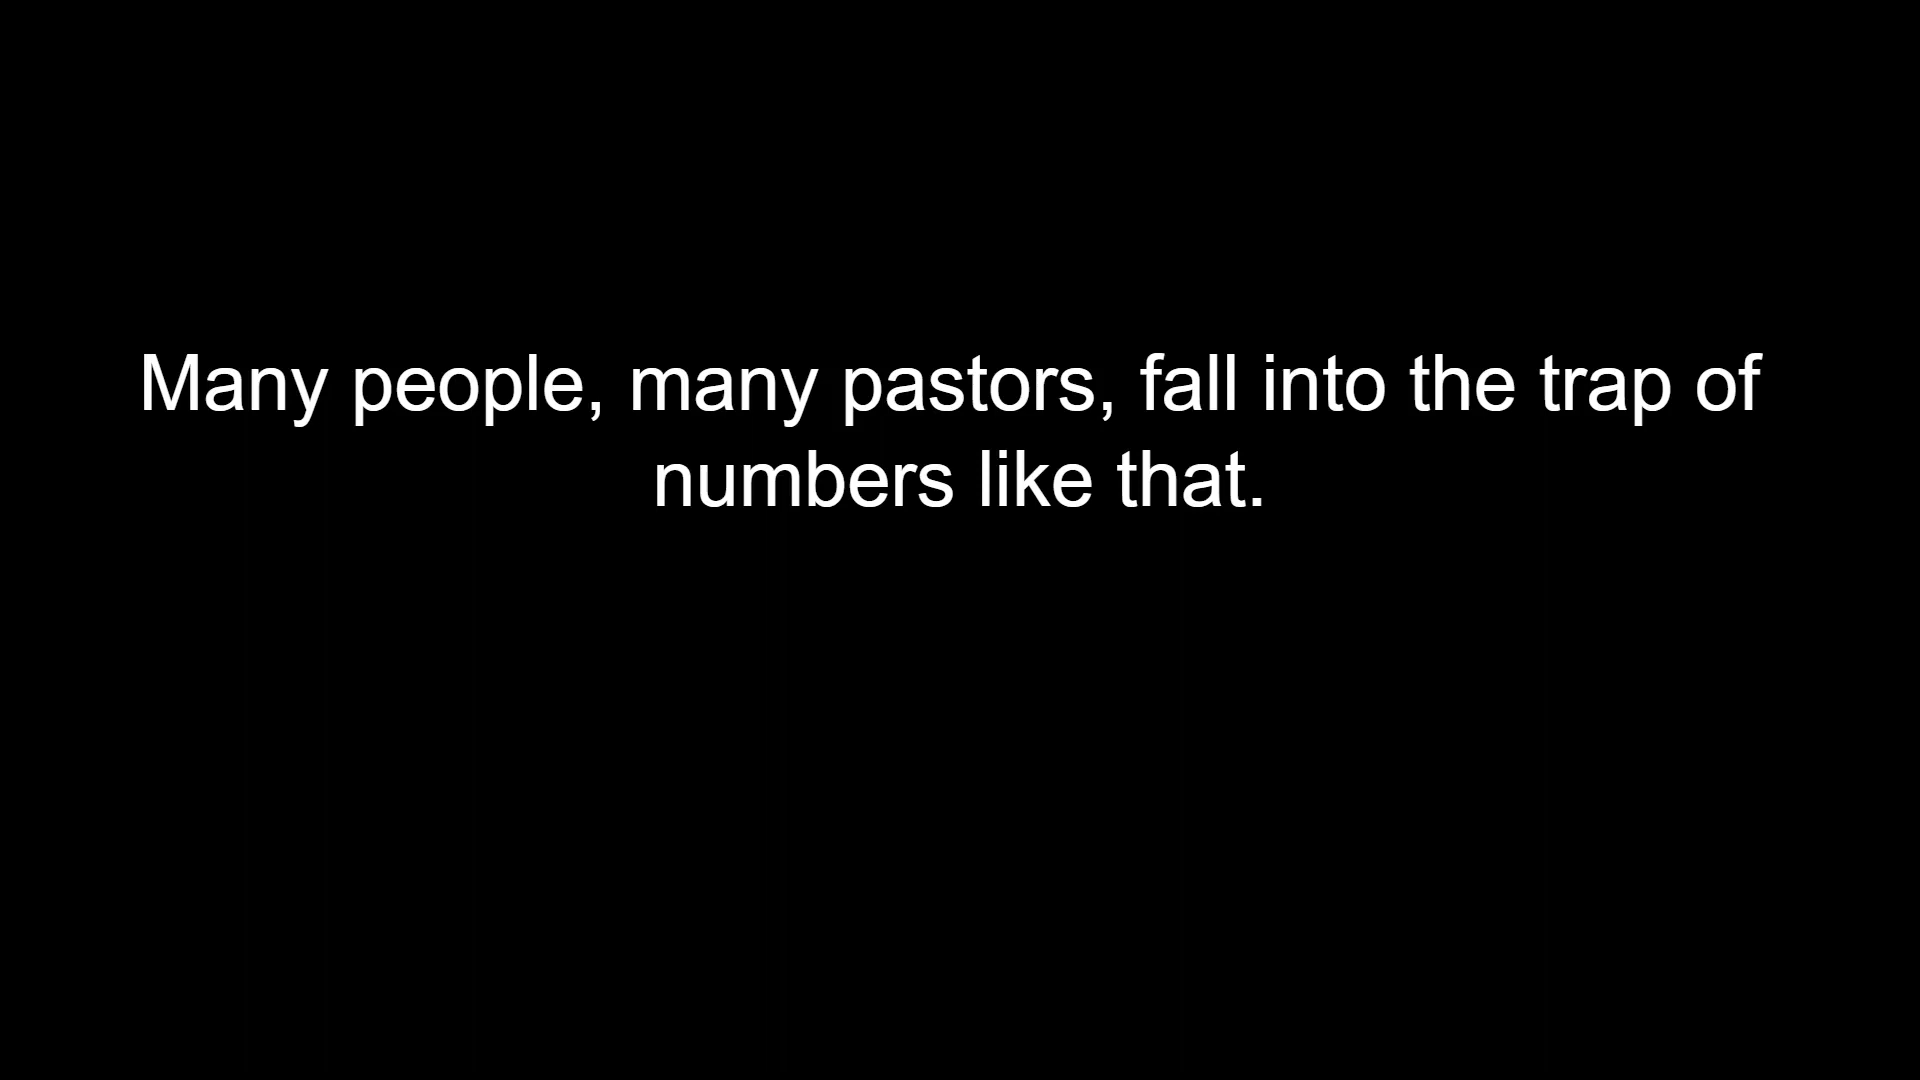 Many people, many pastors, fall into the trap of
numbers like that.